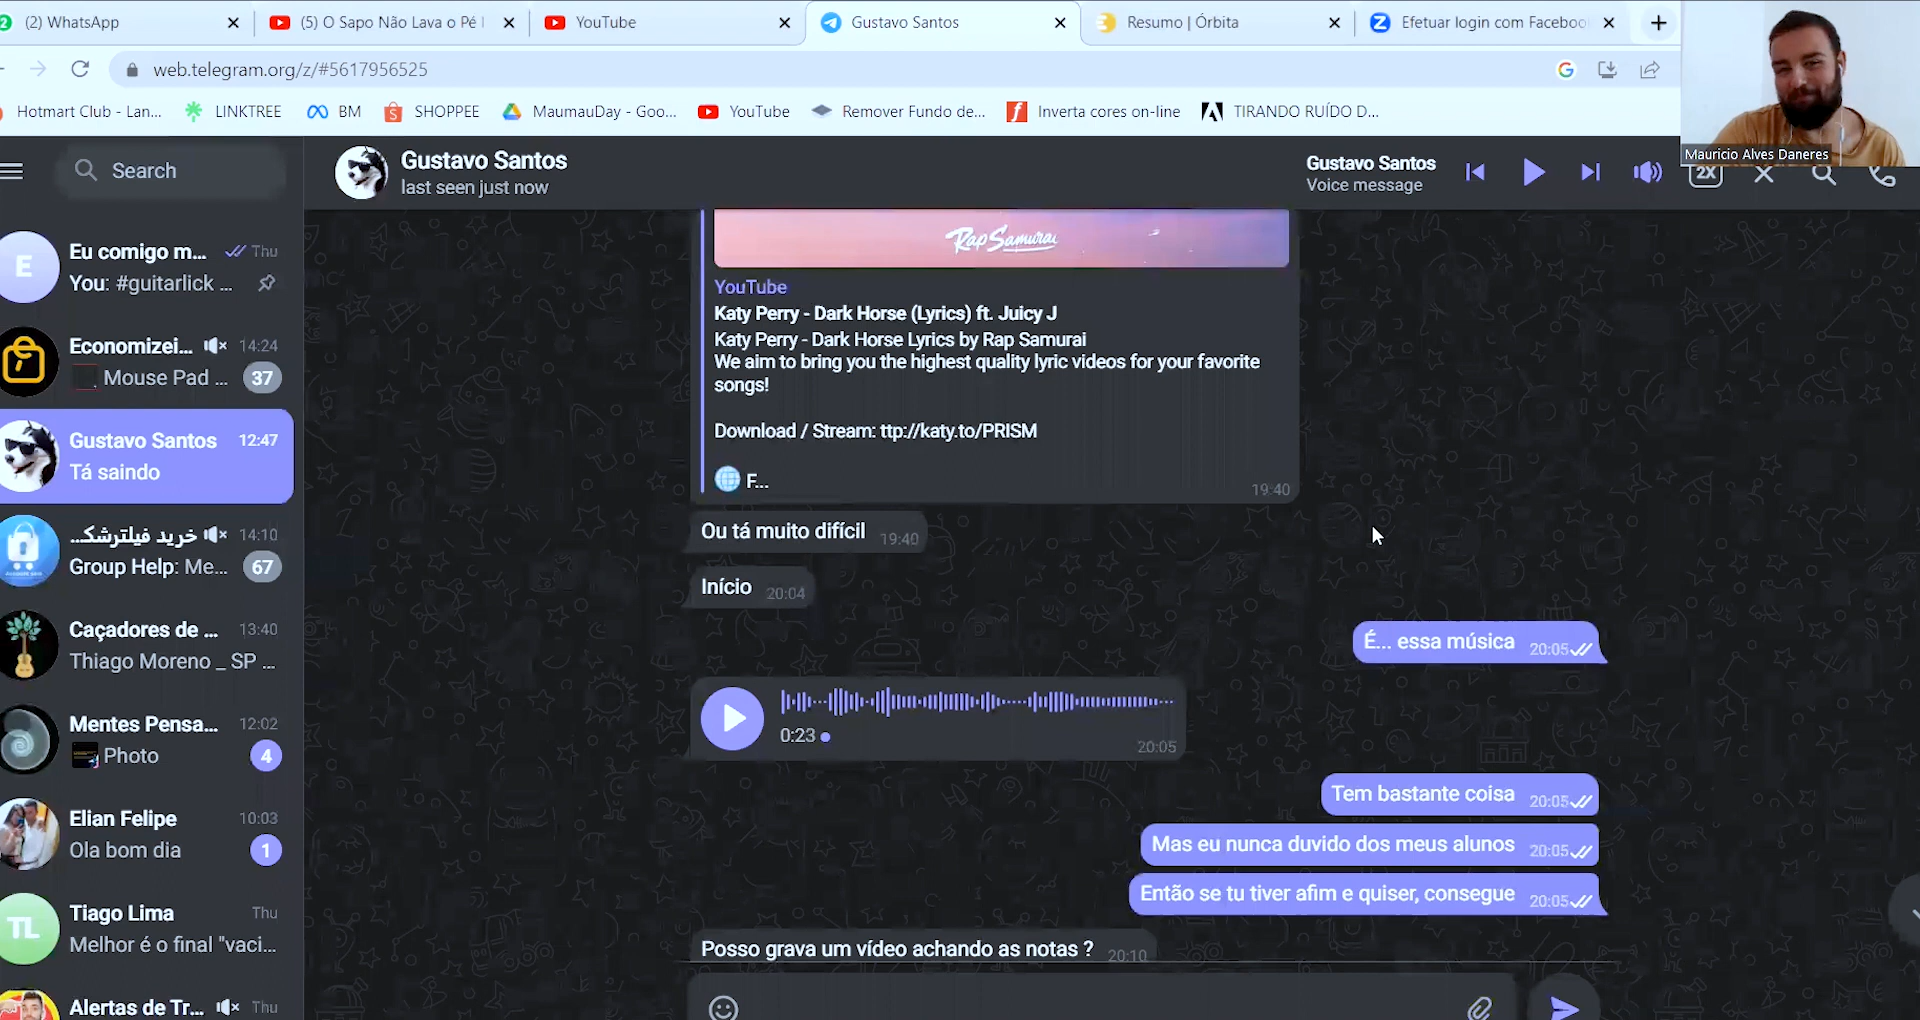 (2) WhatsApp
(5) O Sapo Não Lava o Pé
YouTube
Gustavo Santos
Resumo | Órbita
Efetuar login com Faceboo
web.telegram.org/z/#5617956525
Hotmart Club - Lan...
LINKTREE
BM
SHOPPEE
MaumauDay - Goo...
YouTube
Remover Fundo de...
Inverta cores on-line
TIRANDO RUÍDO D...
Mauricio Alves Daneres
Search
Eu comigo m... Thu
You: #guitarlick ...
Economizei... 14:24
Mouse Pad ... 37
Gustavo Santos 12:47
Tá saindo
خرید فیلترشک... 14:10
Group Help: Me... 67
Caçadores de ... 13:40
Thiago Moreno _ SP ...
Mentes Pensa... 12:02
Photo 4
Elian Felipe 10:03
Ola bom dia 1
TL
Tiago Lima Thu
Melhor é o final "vaci...
Alertas de Tr... Thu
E
Gustavo Santos
last seen just now
Gustavo Santos
Voice message
2X
Rap Samurai
YouTube
Katy Perry - Dark Horse (Lyrics) ft. Juicy J
Katy Perry - Dark Horse Lyrics by Rap Samurai
We aim to bring you the highest quality lyric videos for your favorite
songs!
Download / Stream: ttp://katy.to/PRISM
F...
19:40
Ou tá muito difícil 19:40
Início 20:04
É... essa música 20:05
0:23
20:05
Tem bastante coisa 20:05
Mas eu nunca duvido dos meus alunos 20:05
Então se tu tiver afim e quiser, consegue 20:05
Posso grava um vídeo achando as notas ? 20:10